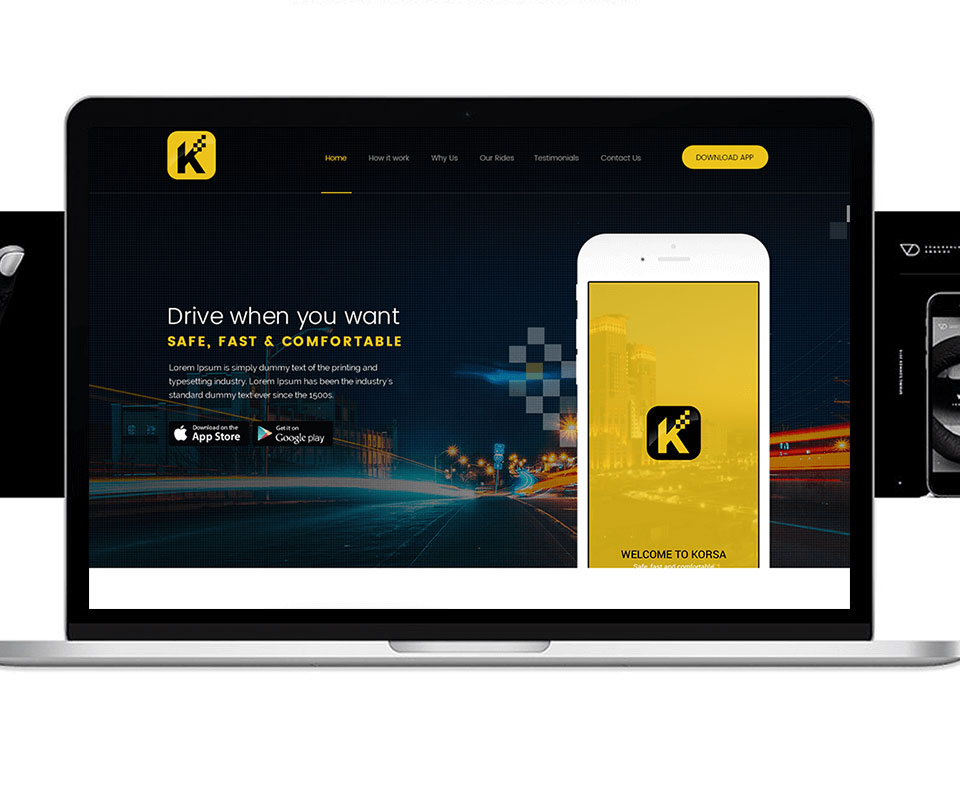 K
Home
How it work
Why Us
Our Rides
Testimonials
Contact Us
DOWNLOAD APP
Drive when you want
SAFE, FAST & COMFORTABLE
Lorem Ipsum is simply dummy text of the printing and
typesetting industry. Lorem Ipsum has been the industry's
standard dummy text ever since the 1500s.
Download on the
App Store
Get it on
Google play
K
WELCOME TO KORSA
Safe, fast and comfortable